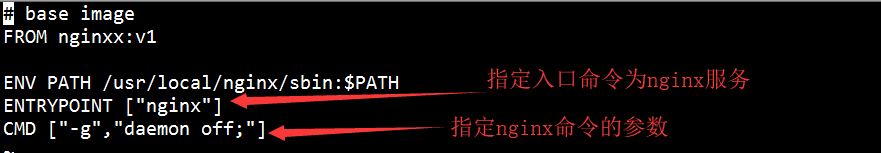 # base image
FROM nginxx:v1
ENV PATH /usr/local/nginx/sbin:$PATH
指定入口命令为nginx服务
ENTRYPOINT ["nginx"]
CMD ["-g","daemon off;"]
指定nginx命令的参数